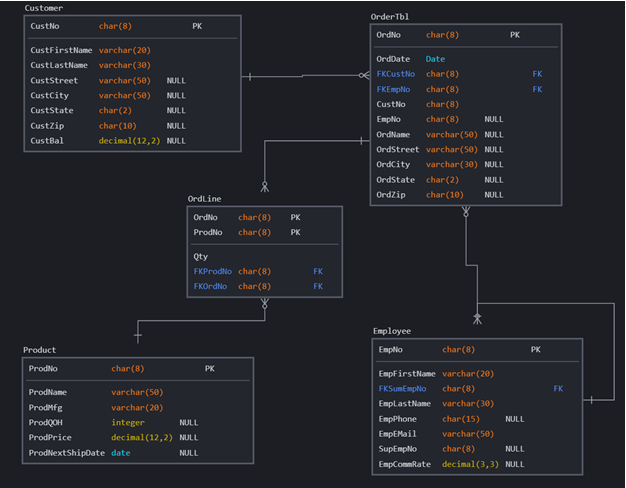 Customer
CustNo char(8) PK
CustFirstName varchar(20)
CustLastName varchar(30)
CustStreet varchar(50) NULL
CustCity varchar(50) NULL
CustState char(2) NULL
CustZip char(10) NULL
CustBal decimal(12,2) NULL
OrderTbl
OrdNo char(8) PK
OrdDate Date
FKCustNo char(8) FK
FKEmpNo char(8) FK
CustNo char(8)
EmpNo char(8) NULL
OrdName varchar(50) NULL
OrdStreet varchar(50) NULL
OrdCity varchar(30) NULL
OrdState char(2) NULL
OrdZip char(10) NULL
OrdLine
OrdNo char(8) PK
ProdNo char(8) PK
Qty
FKProdNo char(8) FK
FKOrdNo char(8) FK
Product
ProdNo char(8) PK
ProdName varchar(50)
ProdMfg varchar(20)
ProdQOH integer NULL
ProdPrice decimal(12,2) NULL
ProdNextShipDate date NULL
Employee
EmpNo char(8) PK
EmpFirstName varchar(20)
FKSumEmpNo char(8) FK
EmpLastName varchar(30)
EmpPhone char(15) NULL
EmpEMail varchar(50)
SupEmpNo char(8) NULL
EmpCommRate decimal(3,3) NULL